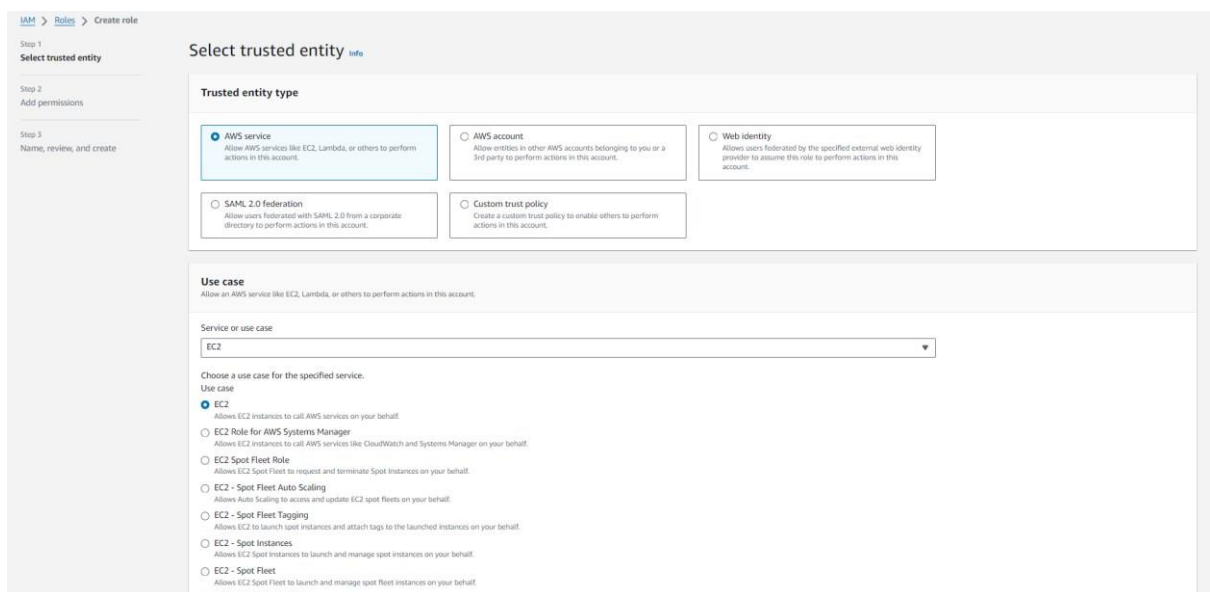 IAM > Roles > Create role
Step 1
Select trusted entity
Step 2
Add permissions
Step 3
Name, review, and create
Select trusted entity Info
Trusted entity type
AWS service
Allow AWS services like EC2, Lambda, or others to perform
actions in this account.
AWS account
Allow entities in other AWS accounts belonging to you or a
3rd party to perform actions in this account.
Web identity
Allows users federated by the specified external web identity
provider to assume this role to perform actions in this
account.
SAML 2.0 federation
Allow users federated with SAML 2.0 from a corporate
directory to perform actions in this account.
Custom trust policy
Create a custom trust policy to enable others to perform
actions in this account.
Use case
Allow an AWS service like EC2, Lambda, or others to perform actions in this account.
Service or use case
EC2
Choose a use case for the specified service.
Use case
EC2
Allows EC2 instances to call AWS services on your behalf.
EC2 Role for AWS Systems Manager
Allows EC2 instances to call AWS services like CloudWatch and Systems Manager on your behalf.
EC2 Spot Fleet Role
Allows EC2 Spot Fleet to request and terminate Spot Instances on your behalf.
EC2 - Spot Fleet Auto Scaling
Allows Auto Scaling to access and update EC2 spot fleets on your behalf.
EC2 - Spot Fleet Tagging
Allows EC2 to launch spot instances and attach tags to the launched instances on your behalf.
EC2 - Spot Instances
Allows EC2 Spot Instances to launch and manage spot instances on your behalf.
EC2 - Spot Fleet
Allows EC2 Spot Fleet to launch and manage spot fleet instances on your behalf.